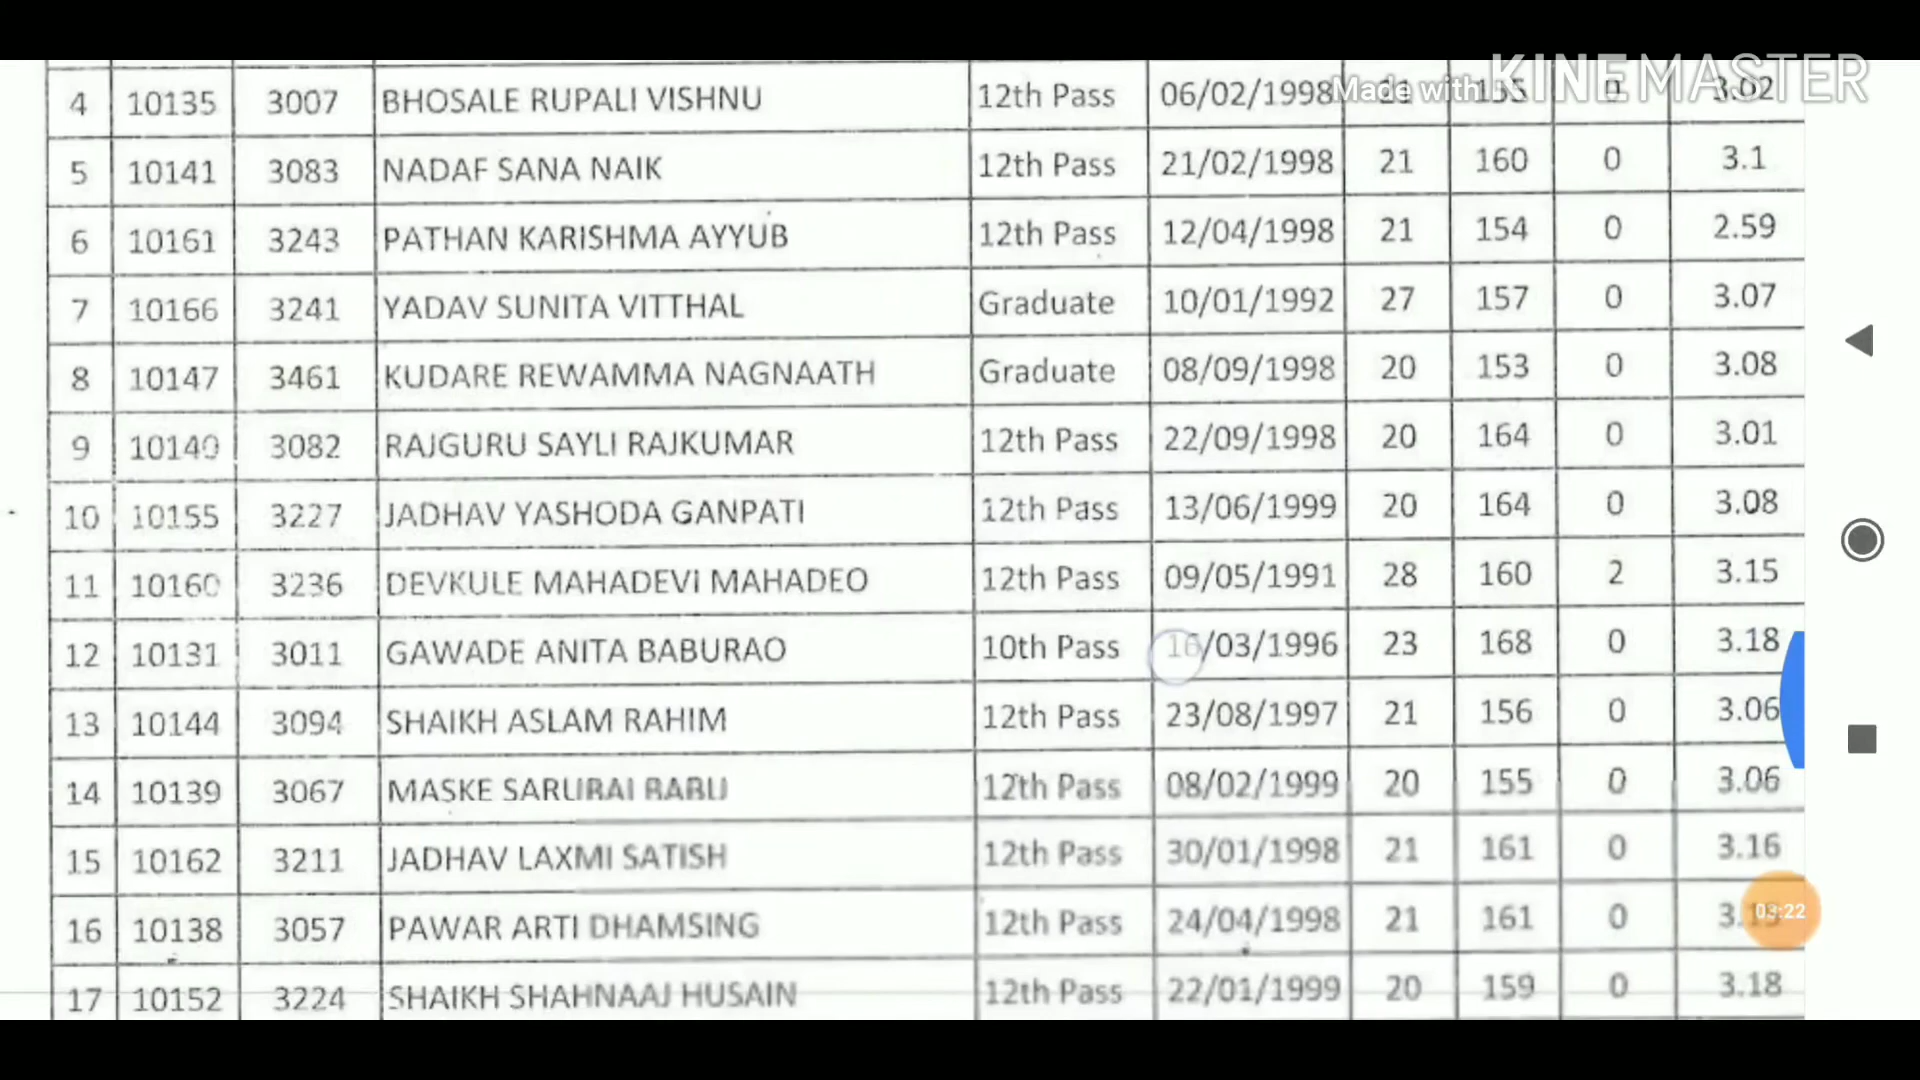 Made with KINEMASTER
4 10135 3007 BHOSALE RUPALI VISHNU 12th Pass 06/02/1998 21 155 0 3.02
5 10141 3083 NADAF SANA NAIK 12th Pass 21/02/1998 21 160 0 3.1
6 10161 3243 PATHAN KARISHMA AYYUB 12th Pass 12/04/1998 21 154 0 2.59
7 10166 3241 YADAV SUNITA VITTHAL Graduate 10/01/1992 27 157 0 3.07
8 10147 3461 KUDARE REWAMMA NAGNAATH Graduate 08/09/1998 20 153 0 3.08
9 10140 3082 RAJGURU SAYLI RAJKUMAR 12th Pass 22/09/1998 20 164 0 3.01
10 10155 3227 JADHAV YASHODA GANPATI 12th Pass 13/06/1999 20 164 0 3.08
11 10160 3236 DEVKULE MAHADEVI MAHADEO 12th Pass 09/05/1991 28 160 2 3.15
12 10131 3011 GAWADE ANITA BABURAO 10th Pass 16/03/1996 23 168 0 3.18
13 10144 3094 SHAIKH ASLAM RAHIM 12th Pass 23/08/1997 21 156 0 3.06
14 10139 3067 MASKE SARUBAI BABU 12th Pass 08/02/1999 20 155 0 3.06
15 10162 3211 JADHAV LAXMI SATISH 12th Pass 30/01/1998 21 161 0 3.16
16 10138 3057 PAWAR ARTI DHAMSING 12th Pass 24/04/1998 21 161 0
03:22
17 10152 3224 SHAIKH SHAHNAAJ HUSAIN 12th Pass 22/01/1999 20 159 0 3.18